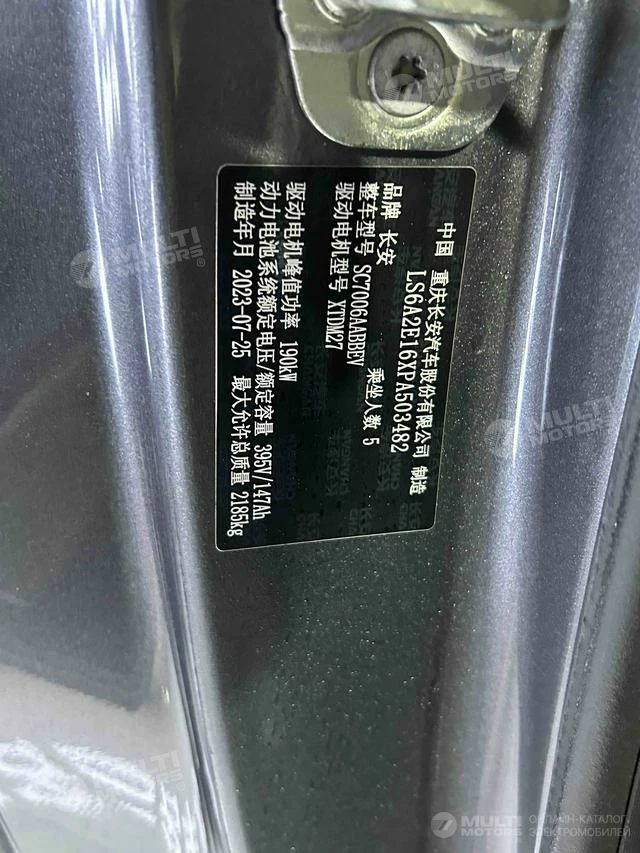 中国 重庆长安汽车股份有限公司 制造
LS6A2E16XPA503482
品牌 长安
整车型号 SC7006AABBEV 乘坐人数 5
驱动电机型号 XTDM27
驱动电机峰值功率 190kW
动力电池系统额定电压/额定容量 395V/147Ah
制造年月 2023-07-25 最大允许总质量 2185kg
MULTI MOTORS
MULTI MOTORS®
MULTI MOTORS
MULTI MOTORS
MULTI MOTORS
ОНЛАЙН-КАТАЛОГ
ЭЛЕКТРОМОБИЛЕЙ